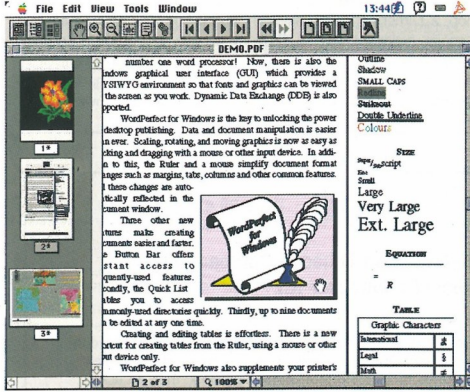 File Edit View Tools Window 13:44
DEMO.PDF
number one word processor! Now, there is also the
indows graphical user interface (GUI) which provides a
YSIWYG environment so that fonts and graphics can be viewed
the screen as you work. Dynamic Data Exchange (DDE) is also
pported.
WordPerfect for Windows is the key to unlocking the power
desktop publishing. Data and document manipulation is easier
an ever. Scaling, rotating, and moving graphics is now as easy as
cking and dragging with a mouse or other input device. In addi-
n to this, the Ruler and a mouse simplify document format
anges such as margins, tabs, columns and other common features.
l these changes are auto-
tically reflected in the
cument window.
Three other new
tures make creating
cuments easier and faster.
e Button Bar offers
stant access to
quently-used features.
condly, the Quick List
ables you to access
mmonly-used directories quickly. Thirdly, up to nine documents
n be edited at any one time.
Creating and editing tables is effortless. There is a new
ortcut for creating tables from the Ruler, using a mouse or other
put device only.
WordPerfect for Windows also supplements your printer's
WordPerfect
for
Windows
Outline
Shadow
SMALL CAPS
Redline
Strikeout
Double Underline
Colours
SIZE
Super/Subscript
Fine
Small
Large
Very Large
Ext. Large
EQUATION
=
R
TABLE
Graphic Characters
International
Legal §
Math ≠
1
2
3
2 of 3 100%